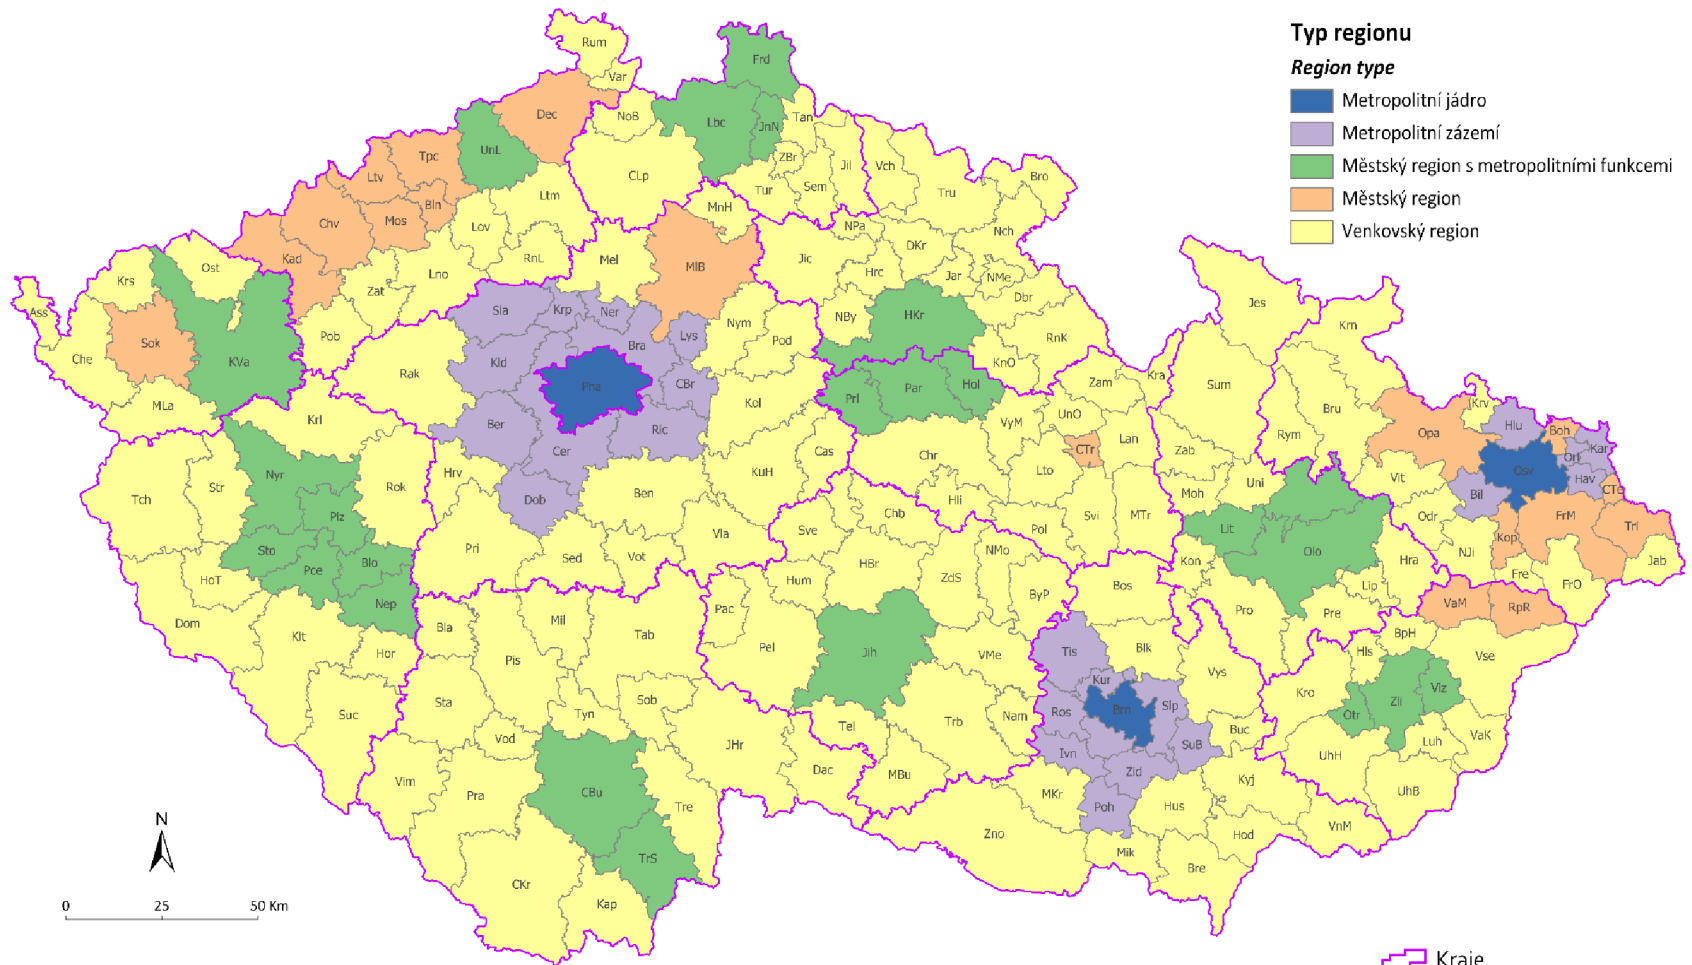 Typ regionu
Region type
Metropolitní jádro
Metropolitní zázemí
Městský region s metropolitními funkcemi
Městský region
Venkovský region
Rum
Var
Frd
Dec
NoB
Lbc
JnN
Tan
UnL
Tpc
Ltv
Bln
Chv
Mos
Kad
Ltm
CLp
ZBr
Jil
Vch
Bro
Tru
Tur
Sem
MnH
Lov
RnL
Mel
MlB
Jic
NPa
DKr
Nch
Hrc
Jar
NMe
Dbr
Jes
Krn
Krs
Ost
Lno
Zat
Pob
Ass
Sok
Che
KVa
MLa
Rak
Sla
Krp
Ner
Bra
Lys
Nym
Pod
NBy
HKr
RnK
KnO
Kld
Pha
CBr
Kol
Prl
Par
Hol
Zam
Kra
Sum
Bru
Rym
Krl
Ber
Cer
Ric
Cas
KuH
Chr
VyM
UnO
CTr
Lan
Zab
Opa
Krv
Hlu
Boh
Kar
Orl
Osv
Hav
CTe
Bil
Vit
Tch
Str
Nyr
Plz
Rok
Hrv
Dob
Ben
Hli
Lto
Svi
MTr
Moh
Uni
Lit
Olo
Odr
FrM
Tri
Kop
NJi
Fre
FrO
Jab
Sto
Pce
Blo
Nep
Pri
Sed
Vot
Vla
Sve
Chb
Pol
NMo
HBr
ZdS
ByP
Bos
Kon
Pro
Pre
Lip
Hra
VaM
RpR
HoT
Dom
Klt
Hor
Suc
Bla
Mil
Tab
Pis
Sta
Sob
Tyn
Vod
Pac
Pel
Hum
Jih
VMe
Tis
Blk
Vys
Kur
Brn
Slp
Ros
Ivn
SuB
Buc
Zid
Poh
Kyj
Hus
Hod
VnM
Mik
Bre
BpH
Hls
Vse
Kro
Otr
Zli
Vlz
Luh
VaK
UhH
UhB
Vim
Pra
CBu
TrS
Tre
JHr
Dac
Tel
Trb
Nam
MBu
MKr
Zno
CKr
Kap
N
0 25 50 Km
Kraje